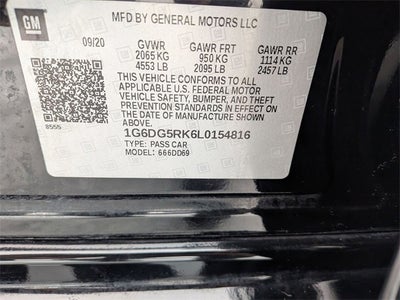 GM
MFD BY GENERAL MOTORS LLC
09/20 GVWR GAWR FRT GAWR RR
2065 KG 950 KG 1114 KG
4553 LB 2095 LB 2457 LB
THIS VEHICLE CONFORMS TO ALL
APPLICABLE U.S. FEDERAL MOTOR
VEHICLE SAFETY, BUMPER, AND THEFT
PREVENTION STANDARDS IN EFFECT ON
THE DATE OF MANUFACTURE SHOWN ABOVE.
8555 1G6DG5RK6L0154816
TYPE: PASS CAR
MODEL: 666DD69